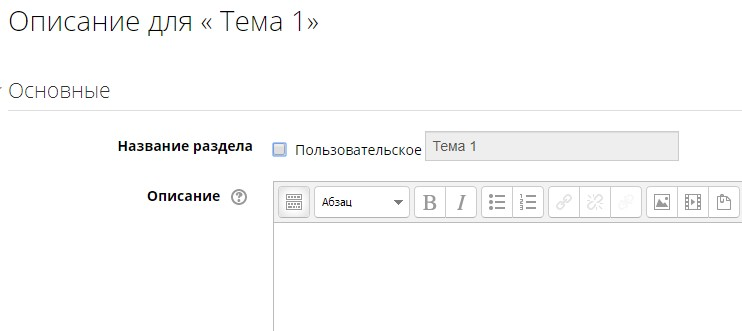 Описание для « Тема 1»
Основные
Название раздела Пользовательское Тема 1
Описание ?
Абзац B I